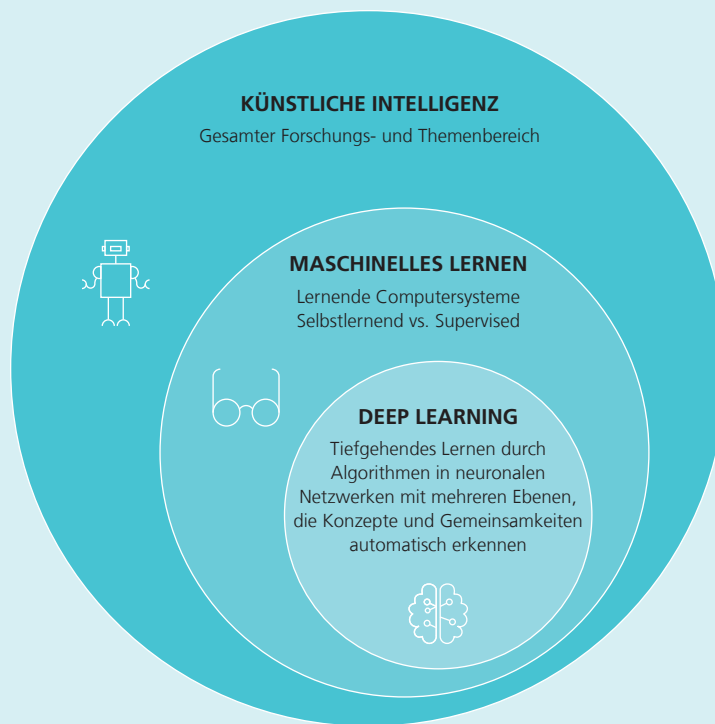 KÜNSTLICHE INTELLIGENZ
Gesamter Forschungs- und Themenbereich
MASCHINELLES LERNEN
Lernende Computersysteme
Selbstlernend vs. Supervised
DEEP LEARNING
Tiefgehendes Lernen durch
Algorithmen in neuronalen
Netzwerken mit mehreren Ebenen,
die Konzepte und Gemeinsamkeiten
automatisch erkennen